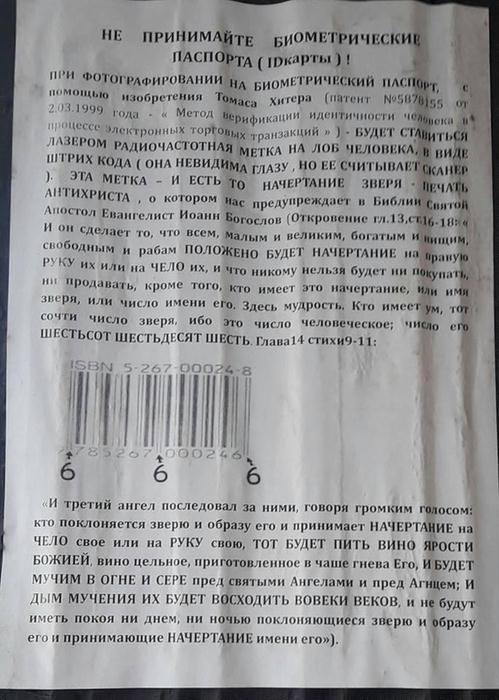 НЕ ПРИНИМАЙТЕ БИОМЕТРИЧЕСКИЕ
ПАСПОРТА ( IDкарты ) !
ПРИ ФОТОГРАФИРОВАНИИ НА БИОМЕТРИЧЕСКИЙ ПАСПОРТ, с
помощью изобретения Томаса Хитера (патент №5878155 от
2.03.1999 года - « Метод верификации идентичности человека в
процессе электронных торговых транзакций » ) - БУДЕТ СТАВИТЬСЯ
ЛАЗЕРОМ РАДИОЧАСТОТНАЯ МЕТКА НА ЛОБ ЧЕЛОВЕКА, В ВИДЕ
ШТРИХ КОДА ( ОНА НЕВИДИМА ГЛАЗУ , НО ЕЕ СЧИТЫВАЕТ СКАНЕР
). ЭТА МЕТКА – И ЕСТЬ ТО НАЧЕРТАНИЕ ЗВЕРЯ - ПЕЧАТЬ
АНТИХРИСТА , о котором нас предупреждает в Библии Святой
Апостол Евангелист Иоанн Богослов (Откровение гл.13,ст.16-18: «
И он сделает то, что всем, малым и великим, богатым и нищим,
свободным и рабам ПОЛОЖЕНО БУДЕТ НАЧЕРТАНИЕ на правую
РУКУ их или на ЧЕЛО их, и что никому нельзя будет ни покупать,
ни продавать, кроме того, кто имеет это начертание, или имя
зверя, или число имени его. Здесь мудрость. Кто имеет ум, тот
сочти число зверя, ибо это число человеческое; число его
ШЕСТЬСОТ ШЕСТЬДЕСЯТ ШЕСТЬ. Глава14 стихи9-11:
ISBN 5-267-00024-8
785267 000246
6 6 6
«И третий ангел последовал за ними, говоря громким голосом:
кто поклоняется зверю и образу его и принимает НАЧЕРТАНИЕ на
ЧЕЛО свое или на РУКУ свою, ТОТ БУДЕТ ПИТЬ ВИНО ЯРОСТИ
БОЖИЕЙ, вино цельное, приготовленное в чаше гнева Его, И БУДЕТ
МУЧИМ В ОГНЕ И СЕРЕ пред святыми Ангелами и пред Агнцем; И
ДЫМ МУЧЕНИЯ ИХ БУДЕТ ВОСХОДИТЬ ВОВЕКИ ВЕКОВ, и не будут
иметь покоя ни днем, ни ночью поклоняющиеся зверю и образу
его и принимающие НАЧЕРТАНИЕ имени его»).